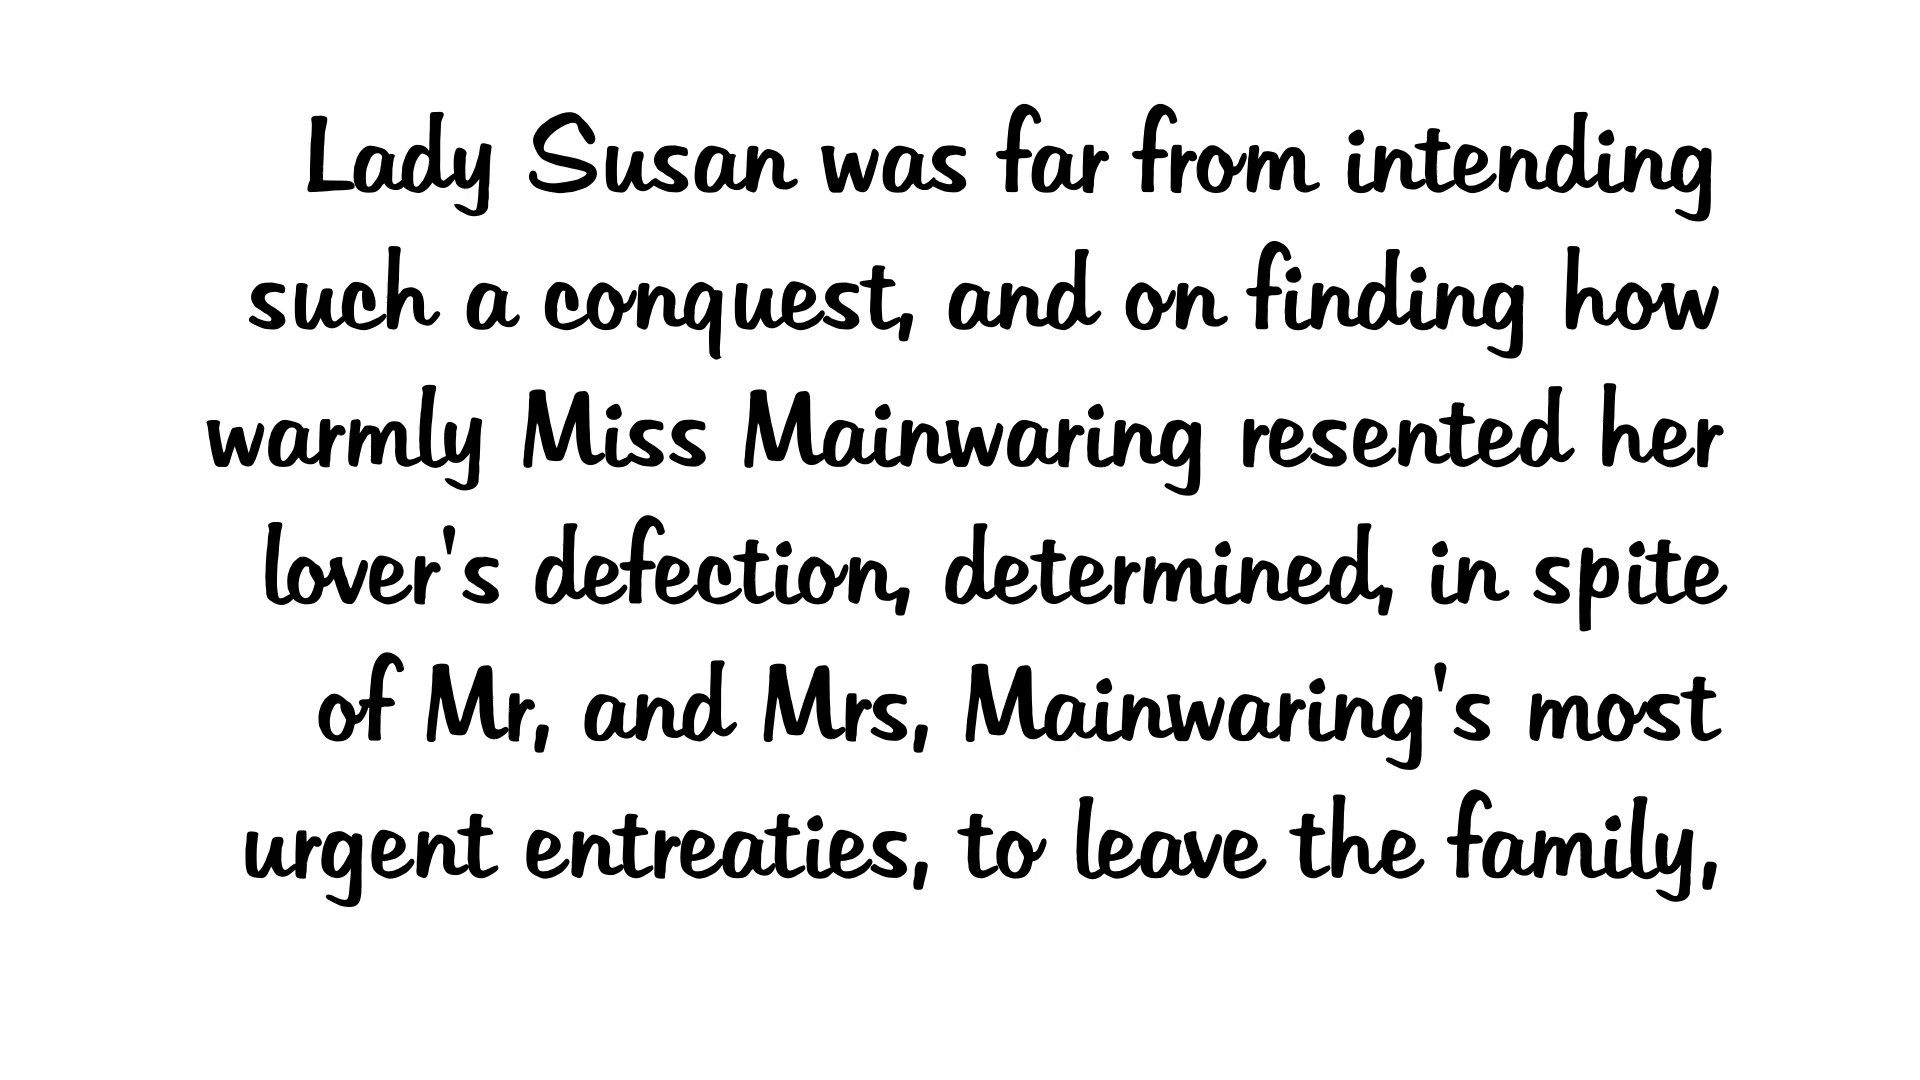 Lady Susan was far from intending
such a conquest, and on finding how
warmly Miss Mainwaring resented her
lover's defection, determined, in spite
of Mr, and Mrs, Mainwaring's most
urgent entreaties, to leave the family,